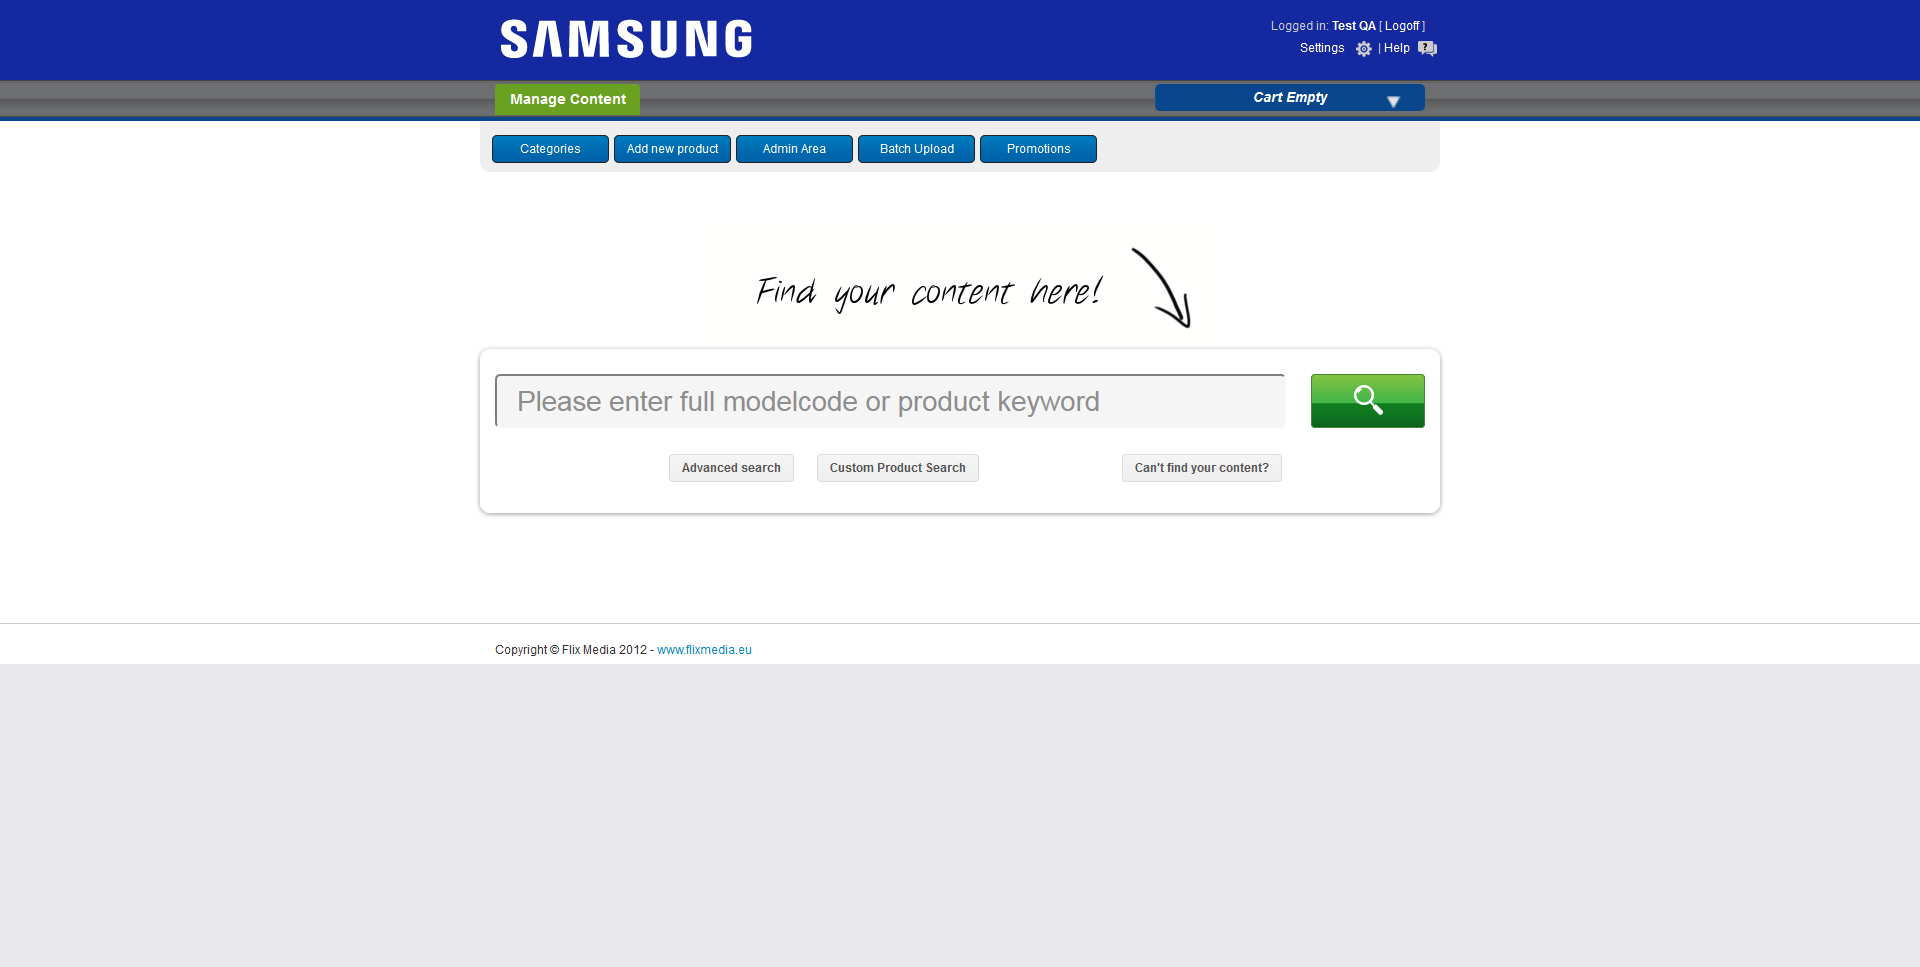 SAMSUNG
Logged in: Test QA [ Logoff ]
Settings | Help
Manage Content
Cart Empty
Categories
Add new product
Admin Area
Batch Upload
Promotions
Find your content here!
Please enter full modelcode or product keyword
Advanced search
Custom Product Search
Can't find your content?
Copyright © Flix Media 2012 - www.flixmedia.eu